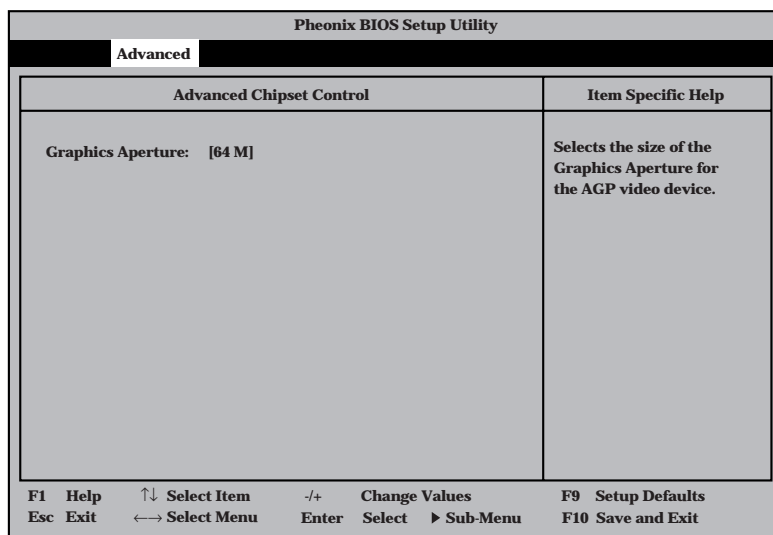 Pheonix BIOS Setup Utility
Advanced
Advanced Chipset Control
Item Specific Help
Graphics Aperture: [64 M]
Selects the size of the
Graphics Aperture for
the AGP video device.
F1 Help ↑↓ Select Item -/+ Change Values F9 Setup Defaults
Esc Exit ←→ Select Menu Enter Select ▶ Sub-Menu F10 Save and Exit